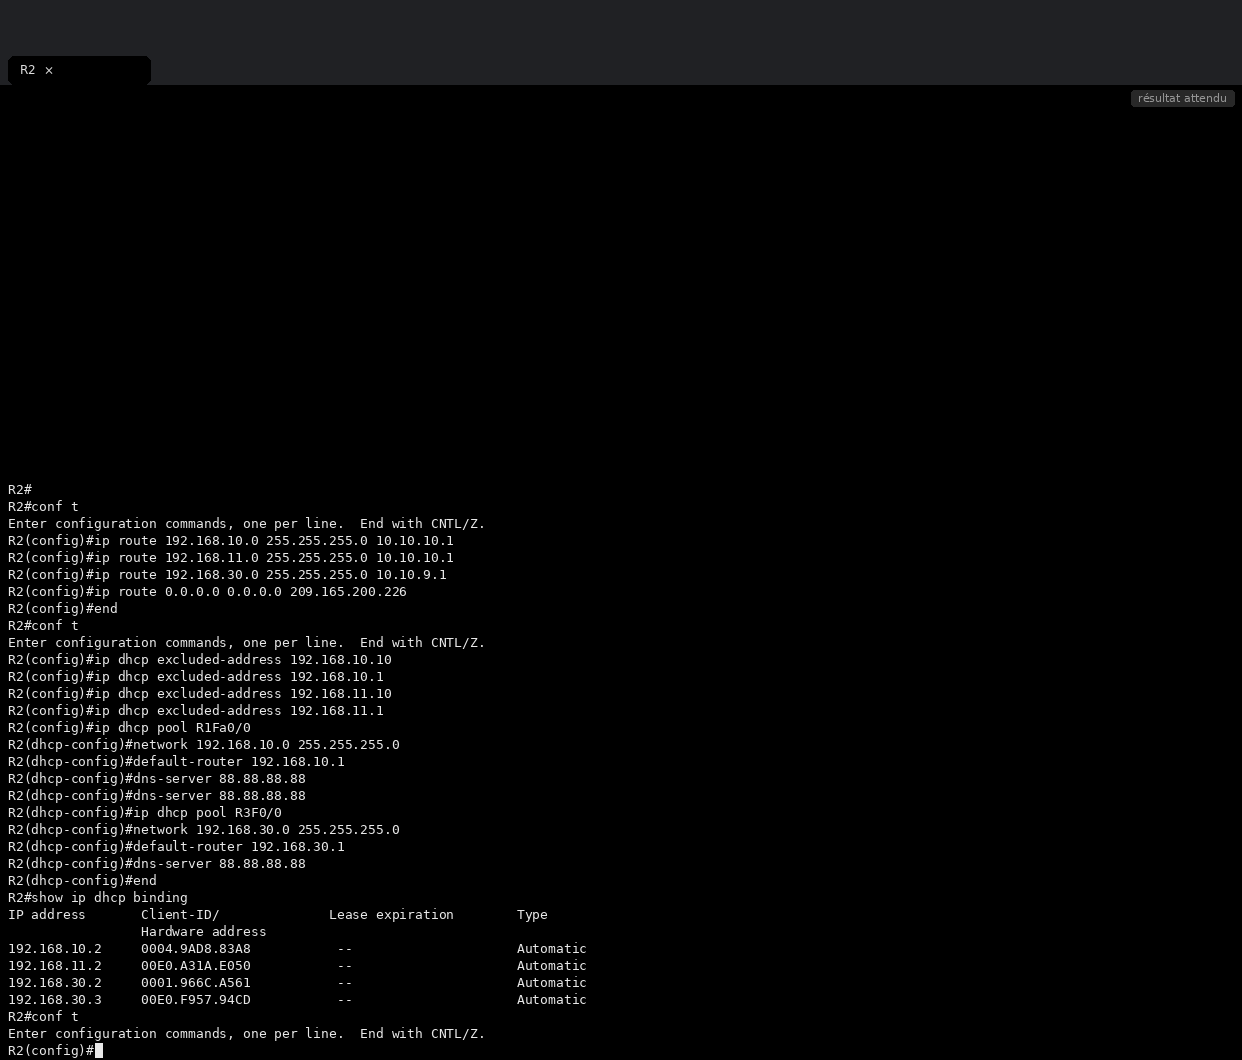 R2 ×
résultat attendu
R2#
R2#conf t
Enter configuration commands, one per line.  End with CNTL/Z.
R2(config)#ip route 192.168.10.0 255.255.255.0 10.10.10.1
R2(config)#ip route 192.168.11.0 255.255.255.0 10.10.10.1
R2(config)#ip route 192.168.30.0 255.255.255.0 10.10.9.1
R2(config)#ip route 0.0.0.0 0.0.0.0 209.165.200.226
R2(config)#end
R2#conf t
Enter configuration commands, one per line.  End with CNTL/Z.
R2(config)#ip dhcp excluded-address 192.168.10.10
R2(config)#ip dhcp excluded-address 192.168.10.1
R2(config)#ip dhcp excluded-address 192.168.11.10
R2(config)#ip dhcp excluded-address 192.168.11.1
R2(config)#ip dhcp pool R1Fa0/0
R2(dhcp-config)#network 192.168.10.0 255.255.255.0
R2(dhcp-config)#default-router 192.168.10.1
R2(dhcp-config)#dns-server 88.88.88.88
R2(dhcp-config)#dns-server 88.88.88.88
R2(dhcp-config)#ip dhcp pool R3F0/0
R2(dhcp-config)#network 192.168.30.0 255.255.255.0
R2(dhcp-config)#default-router 192.168.30.1
R2(dhcp-config)#dns-server 88.88.88.88
R2(dhcp-config)#end
R2#show ip dhcp binding
IP address       Client-ID/              Lease expiration        Type
                 Hardware address
192.168.10.2     0004.9AD8.83A8           --                     Automatic
192.168.11.2     00E0.A31A.E050           --                     Automatic
192.168.30.2     0001.966C.A561           --                     Automatic
192.168.30.3     00E0.F957.94CD           --                     Automatic
R2#conf t
Enter configuration commands, one per line.  End with CNTL/Z.
R2(config)#